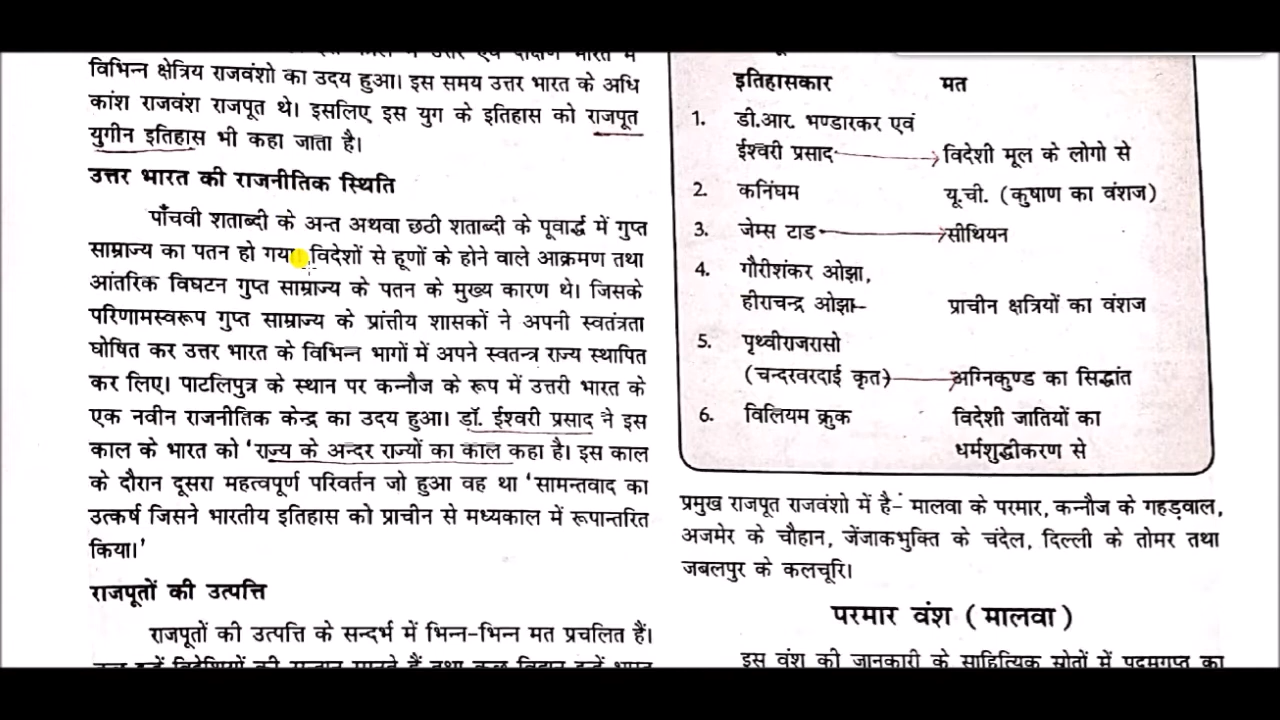 विभिन्न क्षेत्रिय राजवंशो का उदय हुआ। इस समय उत्तर भारत के अधि
कांश राजवंश राजपूत थे। इसलिए इस युग के इतिहास को राजपूत
युगीन इतिहास भी कहा जाता है।
उत्तर भारत की राजनीतिक स्थिति
पाँचवी शताब्दी के अन्त अथवा छठी शताब्दी के पूवार्द्ध में गुप्त
साम्राज्य का पतन हो गया। विदेशों से हूणों के होने वाले आक्रमण तथा
आंतरिक विघटन गुप्त साम्राज्य के पतन के मुख्य कारण थे। जिसके
परिणामस्वरूप गुप्त साम्राज्य के प्रांत्तीय शासकों ने अपनी स्वतंत्रता
घोषित कर उत्तर भारत के विभिन्न भागों में अपने स्वतन्त्र राज्य स्थापित
कर लिए। पाटलिपुत्र के स्थान पर कन्नौज के रूप में उत्तरी भारत के
एक नवीन राजनीतिक केन्द्र का उदय हुआ। डॉ. ईश्वरी प्रसाद ने इस
काल के भारत को 'राज्य के अन्दर राज्यों का काल कहा है। इस काल
के दौरान दूसरा महत्वपूर्ण परिवर्तन जो हुआ वह था 'सामन्तवाद का
उत्कर्ष जिसने भारतीय इतिहास को प्राचीन से मध्यकाल में रूपान्तरित
किया।'
राजपूतों की उत्पत्ति
राजपूतों की उत्पत्ति के सन्दर्भ में भिन्न-भिन्न मत प्रचलित हैं।
इतिहासकार मत
1. डी.आर. भण्डारकर एवं
ईश्वरी प्रसाद विदेशी मूल के लोगो से
2. कनिंघम यू.ची. (कुषाण का वंशज)
3. जेम्स टाड सीथियन
4. गौरीशंकर ओझा,
हीराचन्द्र ओझा- प्राचीन क्षत्रियों का वंशज
5. पृथ्वीराजरासो
(चन्दरवरदाई कृत) अग्निकुण्ड का सिद्धांत
6. विलियम क्रुक विदेशी जातियों का
धर्मशुद्धीकरण से
प्रमुख राजपूत राजवंशो में है- मालवा के परमार, कन्नौज के गहड़वाल,
अजमेर के चौहान, जेंजाकभुक्ति के चंदेल, दिल्ली के तोमर तथा
जबलपुर के कलचूरि।
परमार वंश (मालवा)
इस वंश की जानकारी के साहित्यिक स्रोतों में पदमगुप्त का